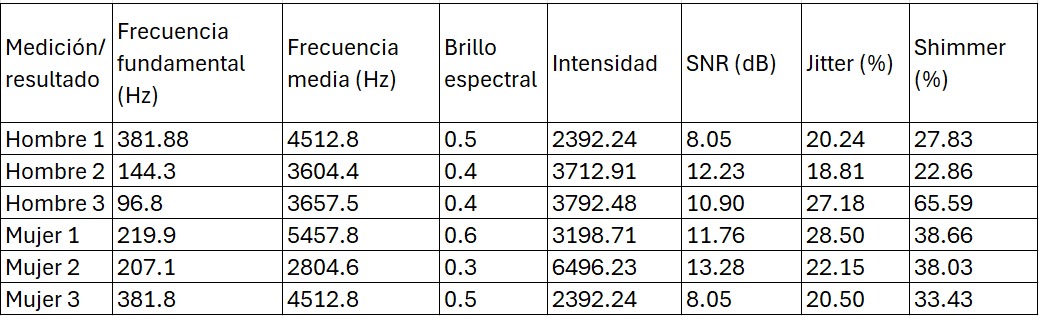 Medición/ resultado | Frecuencia fundamental (Hz) | Frecuencia media (Hz) | Brillo espectral | Intensidad | SNR (dB) | Jitter (%) | Shimmer (%)
Hombre 1 | 381.88 | 4512.8 | 0.5 | 2392.24 | 8.05 | 20.24 | 27.83
Hombre 2 | 144.3 | 3604.4 | 0.4 | 3712.91 | 12.23 | 18.81 | 22.86
Hombre 3 | 96.8 | 3657.5 | 0.4 | 3792.48 | 10.90 | 27.18 | 65.59
Mujer 1 | 219.9 | 5457.8 | 0.6 | 3198.71 | 11.76 | 28.50 | 38.66
Mujer 2 | 207.1 | 2804.6 | 0.3 | 6496.23 | 13.28 | 22.15 | 38.03
Mujer 3 | 381.8 | 4512.8 | 0.5 | 2392.24 | 8.05 | 20.50 | 33.43